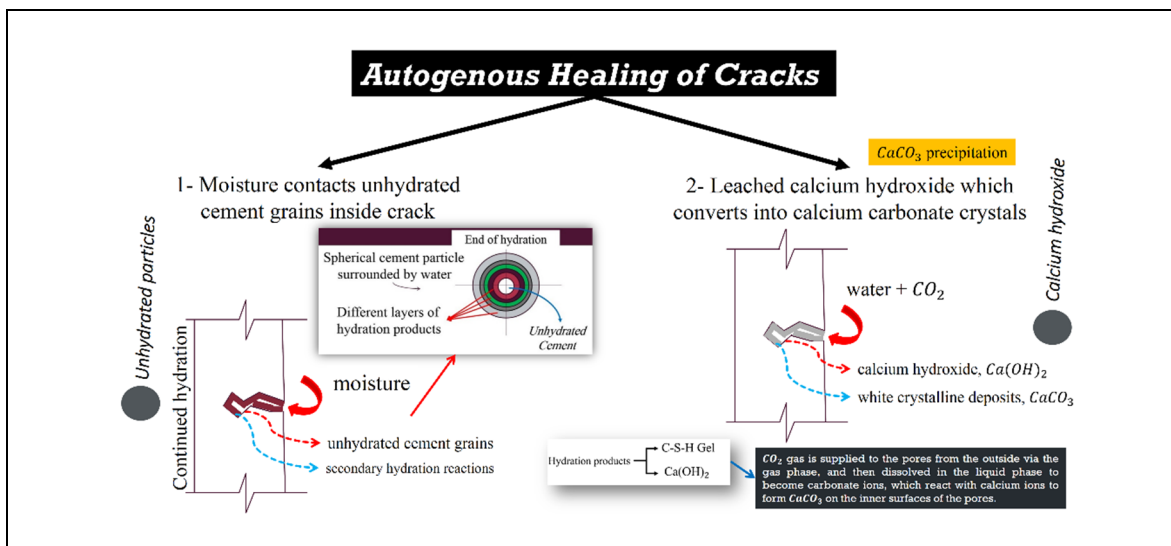 Autogenous Healing of Cracks
1- Moisture contacts unhydrated
cement grains inside crack
Unhydrated particles
End of hydration
Spherical cement particle
surrounded by water
Different layers of
hydration products
Unhydrated
Cement
Continued hydration
moisture
unhydrated cement grains
secondary hydration reactions
CaCO₃ precipitation
2- Leached calcium hydroxide which
converts into calcium carbonate crystals
Calcium hydroxide
water + CO₂
calcium hydroxide, Ca(OH)₂
white crystalline deposits, CaCO₃
Hydration products
C-S-H Gel
Ca(OH)₂
CO₂ gas is supplied to the pores from the outside via the
gas phase, and then dissolved in the liquid phase to
become carbonate ions, which react with calcium ions to
form CaCO₃ on the inner surfaces of the pores.